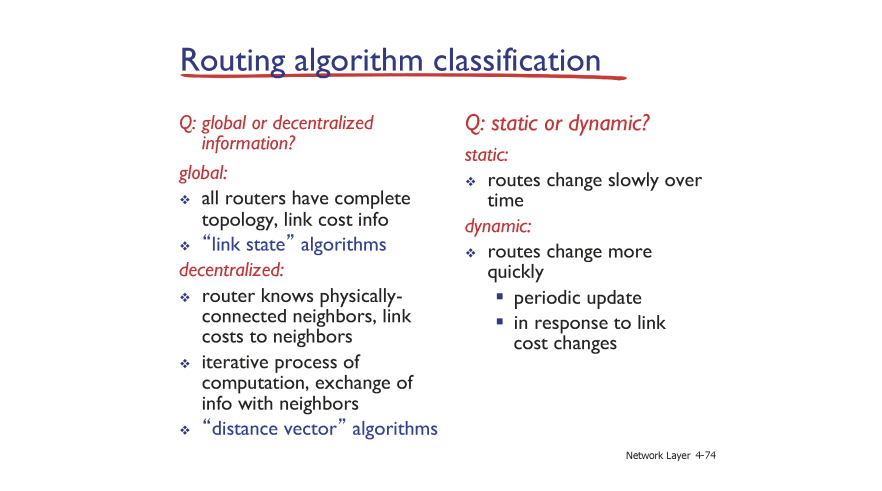 Routing algorithm classification
Q: global or decentralized
information?
global:
❖ all routers have complete
topology, link cost info
❖ “link state” algorithms
decentralized:
❖ router knows physically-
connected neighbors, link
costs to neighbors
❖ iterative process of
computation, exchange of
info with neighbors
❖ “distance vector” algorithms
Q: static or dynamic?
static:
❖ routes change slowly over
time
dynamic:
❖ routes change more
quickly
▪ periodic update
▪ in response to link
cost changes
Network Layer 4-74